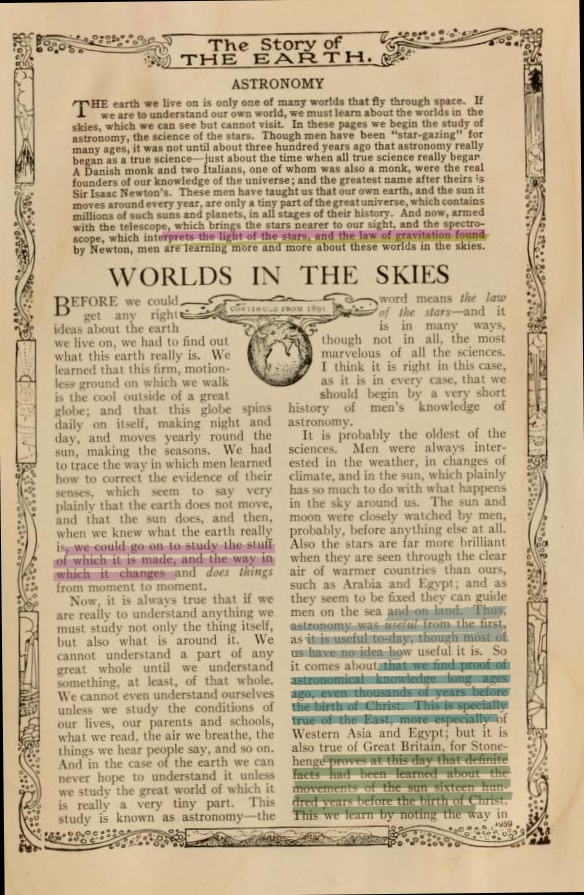 The Story of
THE EARTH.
ASTRONOMY
THE earth we live on is only one of many worlds that fly through space. If
we are to understand our own world, we must learn about the worlds in the
skies, which we can see but cannot visit. In these pages we begin the study of
astronomy, the science of the stars. Though men have been "star-gazing" for
many ages, it was not until about three hundred years ago that astronomy really
began as a true science—just about the time when all true science really began.
A Danish monk and two Italians, one of whom was also a monk, were the real
founders of our knowledge of the universe; and the greatest name after theirs is
Sir Isaac Newton's. These men have taught us that our own earth, and the sun it
moves around every year, are only a tiny part of the great universe, which contains
millions of such suns and planets, in all stages of their history. And now, armed
with the telescope, which brings the stars nearer to our sight, and the spectro-
scope, which interprets the light of the stars, and the law of gravitation found
by Newton, men are learning more and more about these worlds in the skies.
WORLDS IN THE SKIES
CONTINUED FROM 1891
BEFORE we could
get any right
ideas about the earth
we live on, we had to find out
what this earth really is. We
learned that this firm, motion-
less ground on which we walk
is the cool outside of a great
globe; and that this globe spins
daily on itself, making night and
day, and moves yearly round the
sun, making the seasons. We had
to trace the way in which men learned
how to correct the evidence of their
senses, which seem to say very
plainly that the earth does not move,
and that the sun does, and then,
when we knew what the earth really
is, we could go on to study the stuff
of which it is made, and the way in
which it changes and does things
from moment to moment.
Now, it is always true that if we
are really to understand anything we
must study not only the thing itself,
but also what is around it. We
cannot understand a part of any
great whole until we understand
something, at least, of that whole.
We cannot even understand ourselves
unless we study the conditions of
our lives, our parents and schools,
what we read, the air we breathe, the
things we hear people say, and so on.
And in the case of the earth we can
never hope to understand it unless
we study the great world of which it
is really a very tiny part. This
study is known as astronomy—the
word means the law
of the stars—and it
is in many ways,
though not in all, the most
marvelous of all the sciences.
I think it is right in this case,
as it is in every case, that we
should begin by a very short
history of men's knowledge of
astronomy.
It is probably the oldest of the
sciences. Men were always inter-
ested in the weather, in changes of
climate, and in the sun, which plainly
has so much to do with what happens
in the sky around us. The sun and
moon were closely watched by men,
probably, before anything else at all.
Also the stars are far more brilliant
when they are seen through the clear
air of warmer countries than ours,
such as Arabia and Egypt; and as
they seem to be fixed they can guide
men on the sea and on land. Thus,
astronomy was useful from the first,
as it is useful to-day, though most of
us have no idea how useful it is. So
it comes about that we find proof of
astronomical knowledge long ages
ago, even thousands of years before
the birth of Christ. This is specially
true of the East, more especially of
Western Asia and Egypt; but it is
also true of Great Britain, for Stone-
henge proves at this day that definite
facts had been learned about the
movements of the sun sixteen hun-
dred years before the birth of Christ.
This we learn by noting the way in
1959